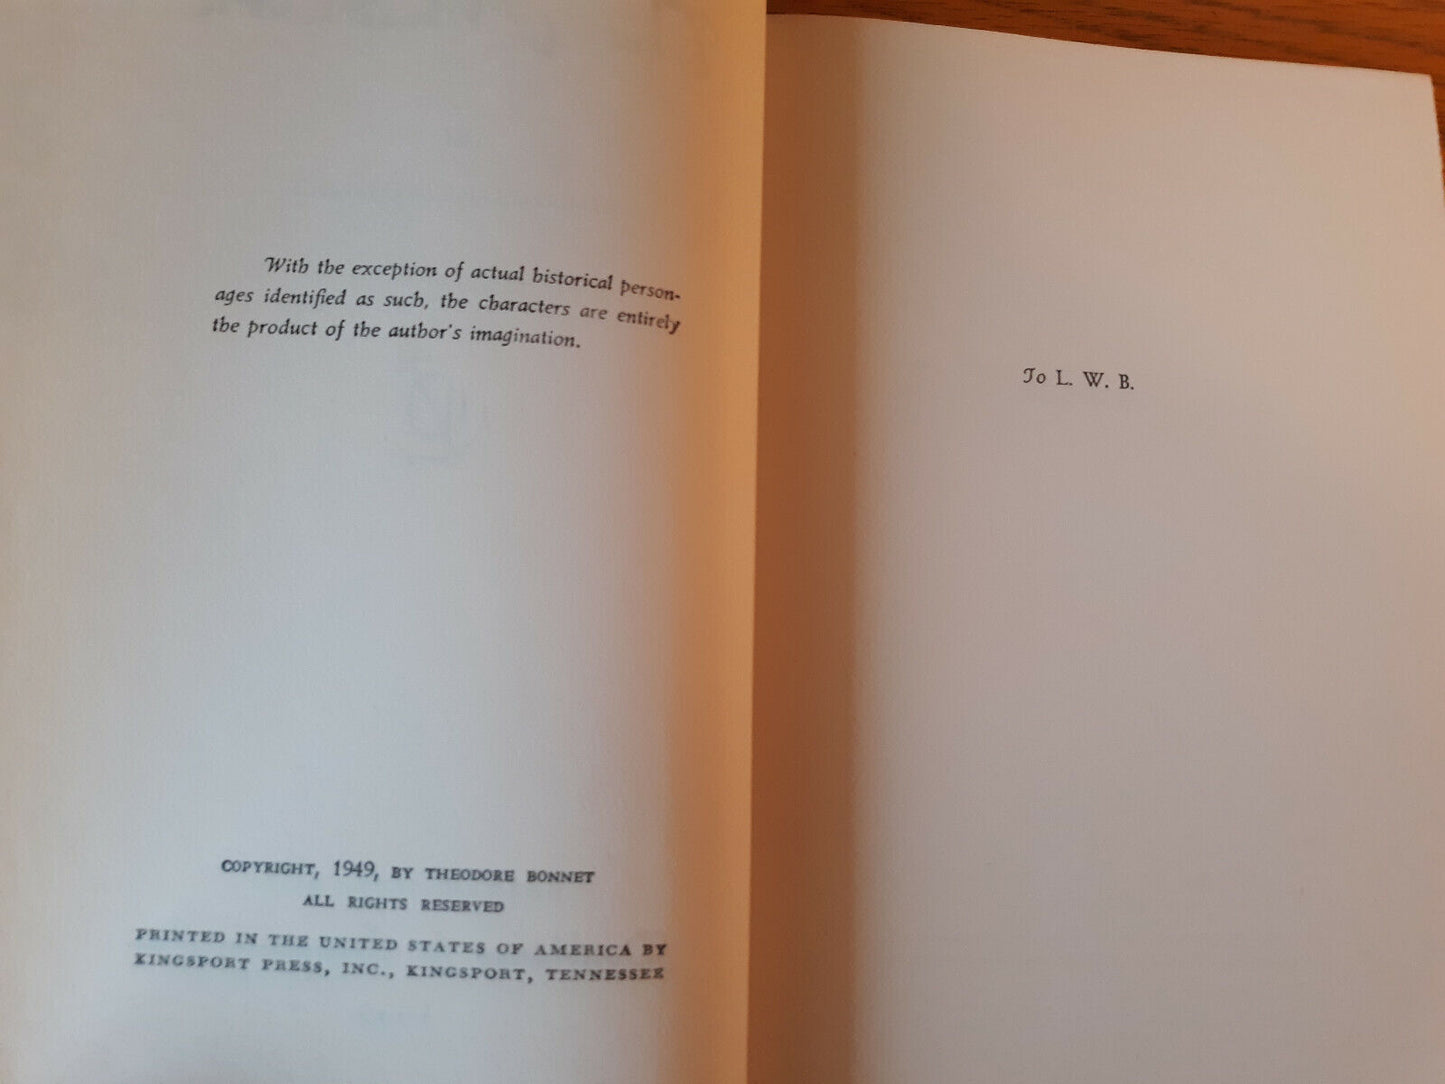 With the exception of actual historical person-
ages identified as such, the characters are entirely
the product of the author's imagination.
COPYRIGHT, 1949, BY THEODORE BONNET
ALL RIGHTS RESERVED
PRINTED IN THE UNITED STATES OF AMERICA BY
KINGSPORT PRESS, INC., KINGSPORT, TENNESSEE
To L. W. B.